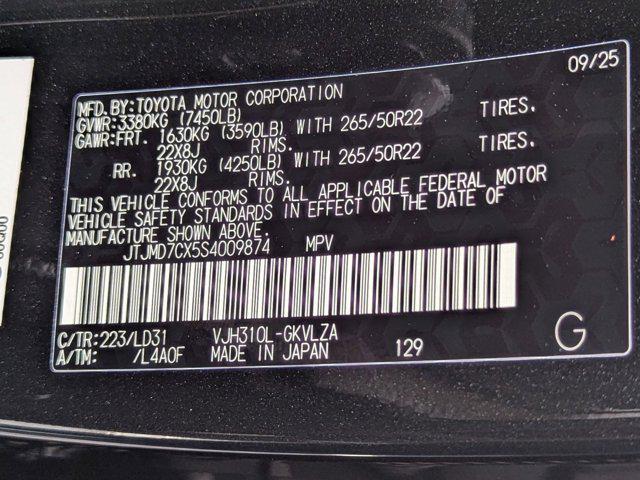 09/25
MFD.BY:TOYOTA MOTOR CORPORATION
GVWR:3380KG (7450LB)
GAWR:FRT. 1630KG (3590LB) WITH 265/50R22 TIRES.
22X8J RIMS.
RR. 1930KG (4250LB) WITH 265/50R22 TIRES.
22X8J RIMS.
THIS VEHICLE CONFORMS TO ALL APPLICABLE FEDERAL MOTOR
VEHICLE SAFETY STANDARDS IN EFFECT ON THE DATE OF
MANUFACTURE SHOWN ABOVE.
JTJMD7CX5S4009874 MPV
C/TR:223/LD31 VJH310L-GKVLZA
A/TM: /L4A0F MADE IN JAPAN 129 G